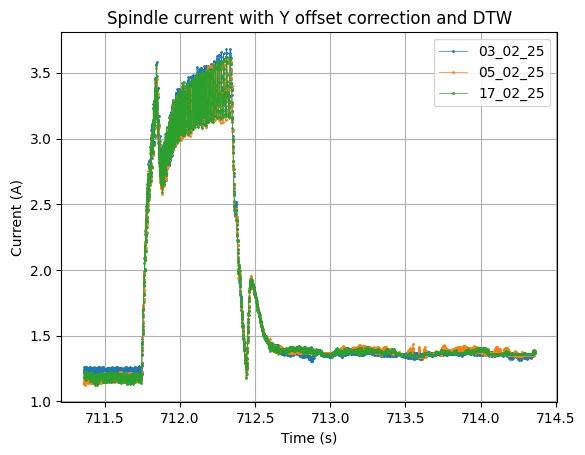 Spindle current with Y offset correction and DTW
03_02_25
05_02_25
17_02_25
Current (A)
3.5
3.0
2.5
2.0
1.5
1.0
711.5 712.0 712.5 713.0 713.5 714.0 714.5
Time (s)